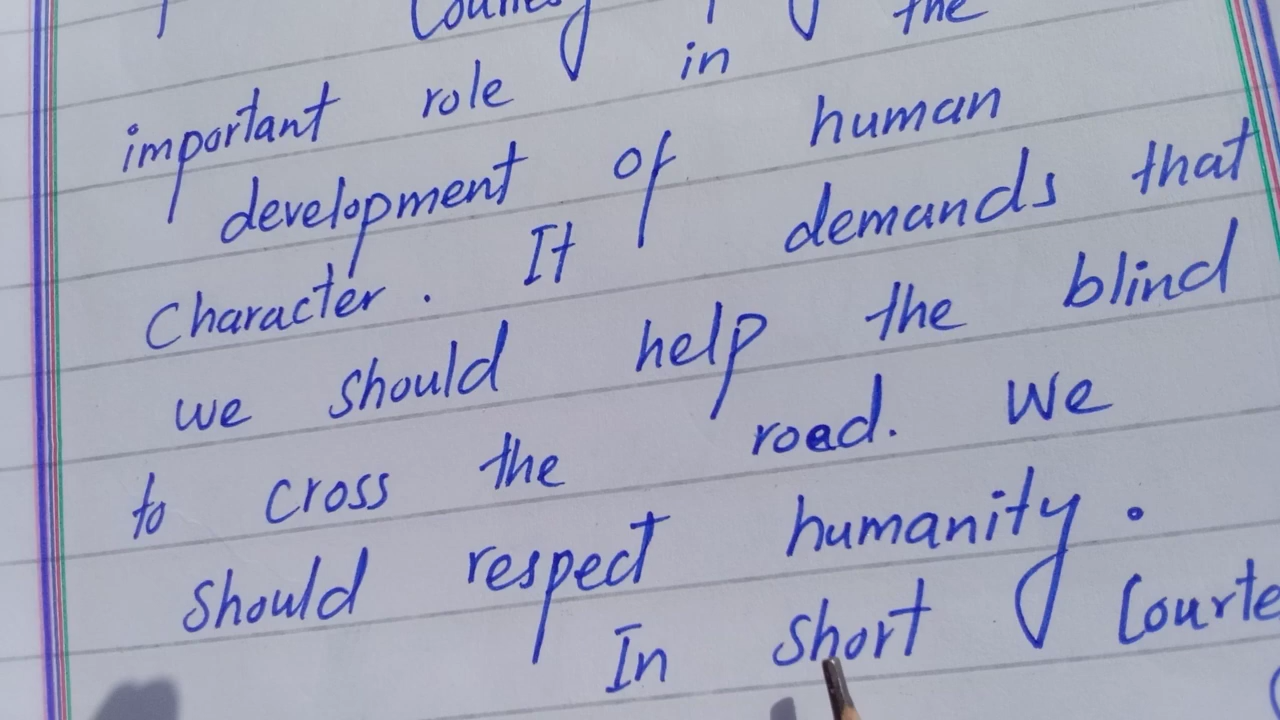 the
important role in
development of human
Character. It demands that
we should help the blind
to cross the road. We
should respect humanity.
In short